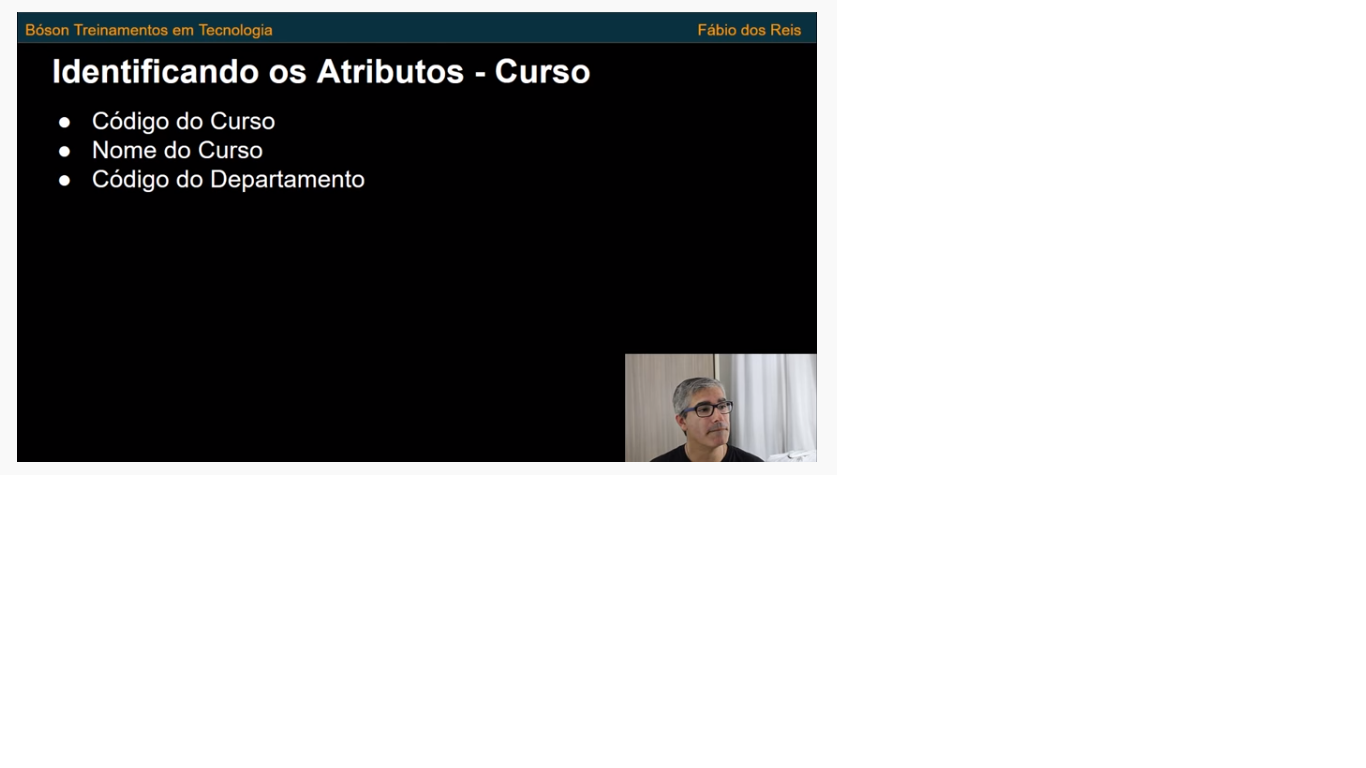 Bóson Treinamentos em Tecnologia
Fábio dos Reis
Identificando os Atributos - Curso
● Código do Curso
● Nome do Curso
● Código do Departamento